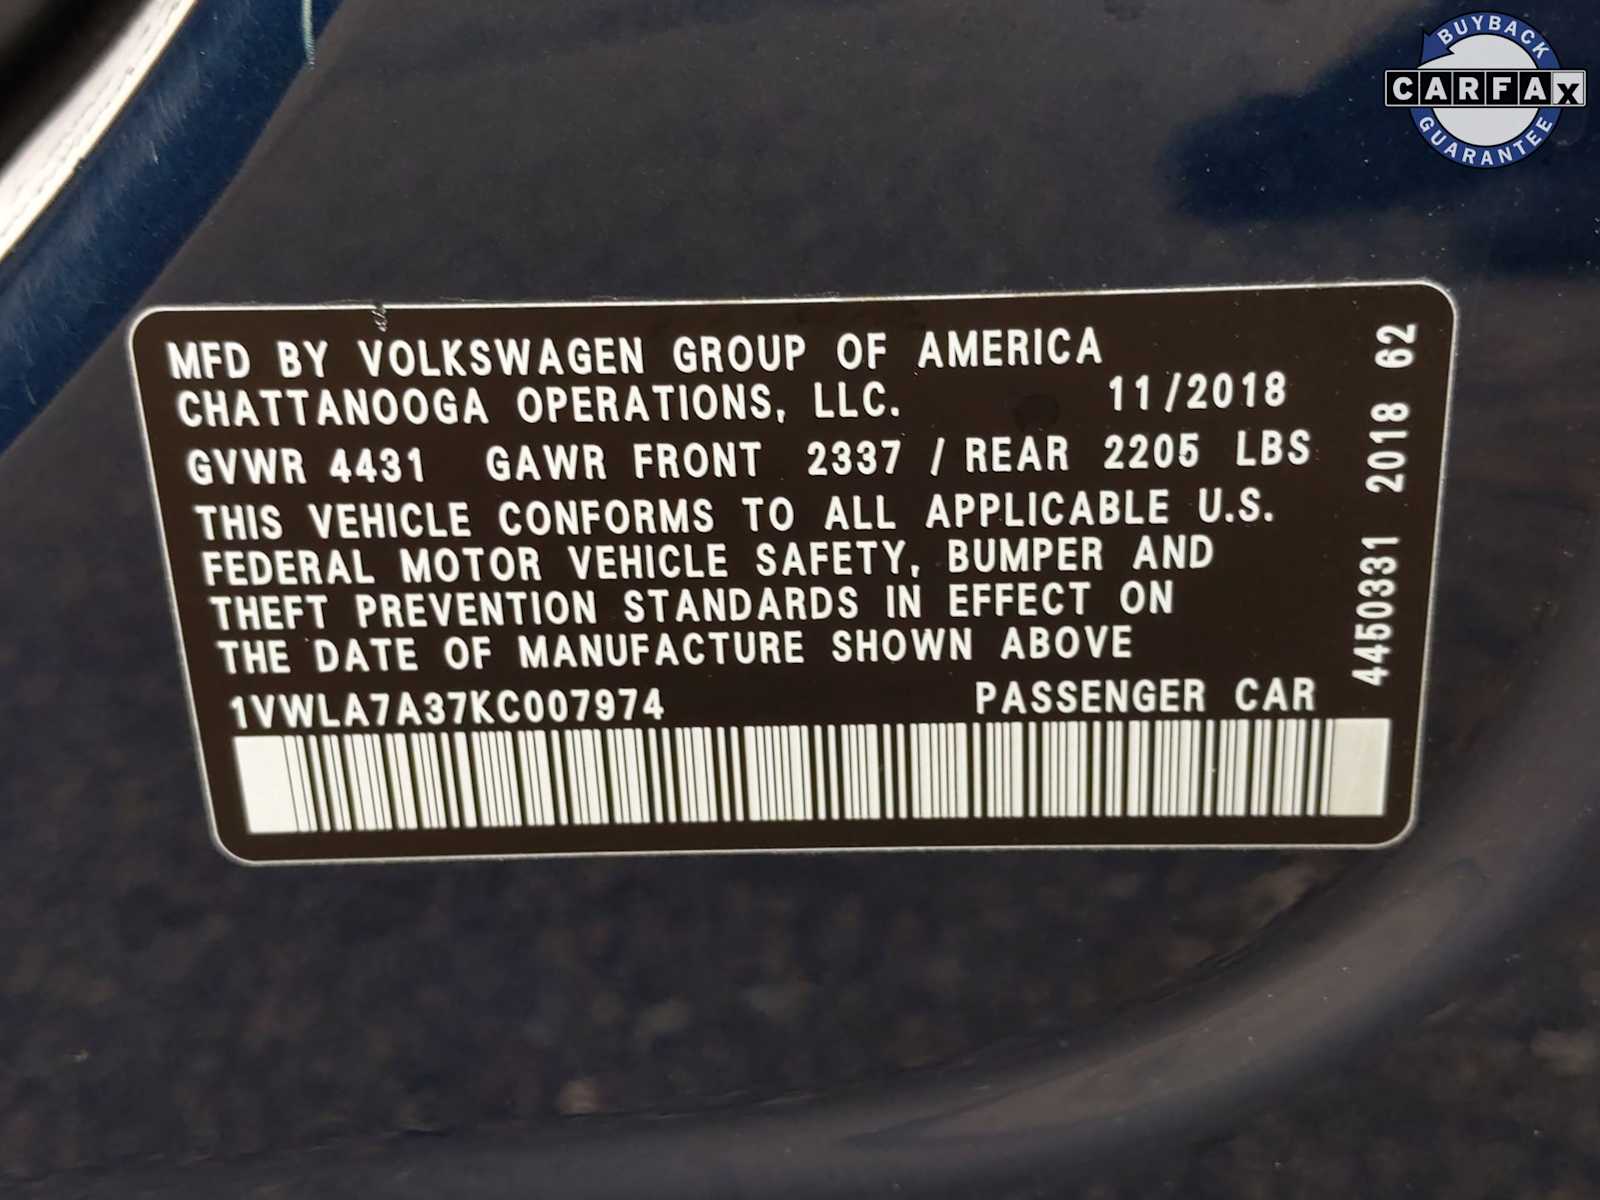 BUYBACK
CARFAX
GUARANTEE
MFD BY VOLKSWAGEN GROUP OF AMERICA
CHATTANOOGA OPERATIONS, LLC. 11/2018
GVWR 4431 GAWR FRONT 2337 / REAR 2205 LBS
THIS VEHICLE CONFORMS TO ALL APPLICABLE U.S.
FEDERAL MOTOR VEHICLE SAFETY, BUMPER AND
THEFT PREVENTION STANDARDS IN EFFECT ON
THE DATE OF MANUFACTURE SHOWN ABOVE
1VWLA7A37KC007974 PASSENGER CAR
4450331 2018 62